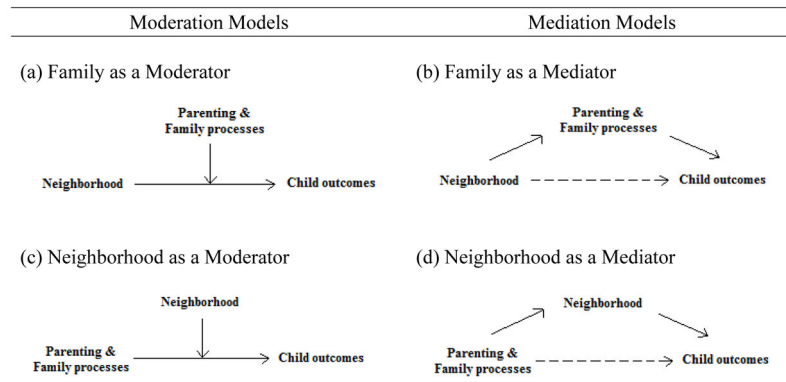 Moderation Models
Mediation Models
(a) Family as a Moderator
Parenting &
Family processes
Neighborhood
Child outcomes
(b) Family as a Mediator
Parenting &
Family processes
Neighborhood
Child outcomes
(c) Neighborhood as a Moderator
Neighborhood
Parenting &
Family processes
Child outcomes
(d) Neighborhood as a Mediator
Neighborhood
Parenting &
Family processes
Child outcomes